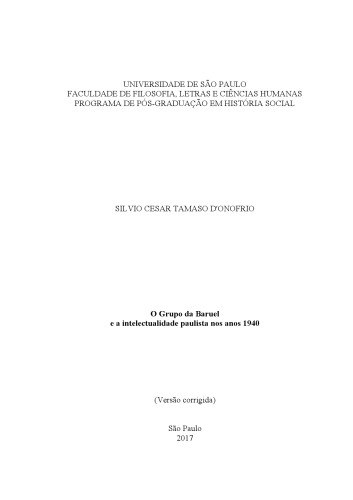 UNIVERSIDADE DE SÃO PAULO
FACULDADE DE FILOSOFIA, LETRAS E CIÊNCIAS HUMANAS
PROGRAMA DE PÓS-GRADUAÇÃO EM HISTÓRIA SOCIAL
SILVIO CESAR TAMASO D'ONOFRIO
O Grupo da Baruel
e a intelectualidade paulista nos anos 1940
(Versão corrigida)
São Paulo
2017